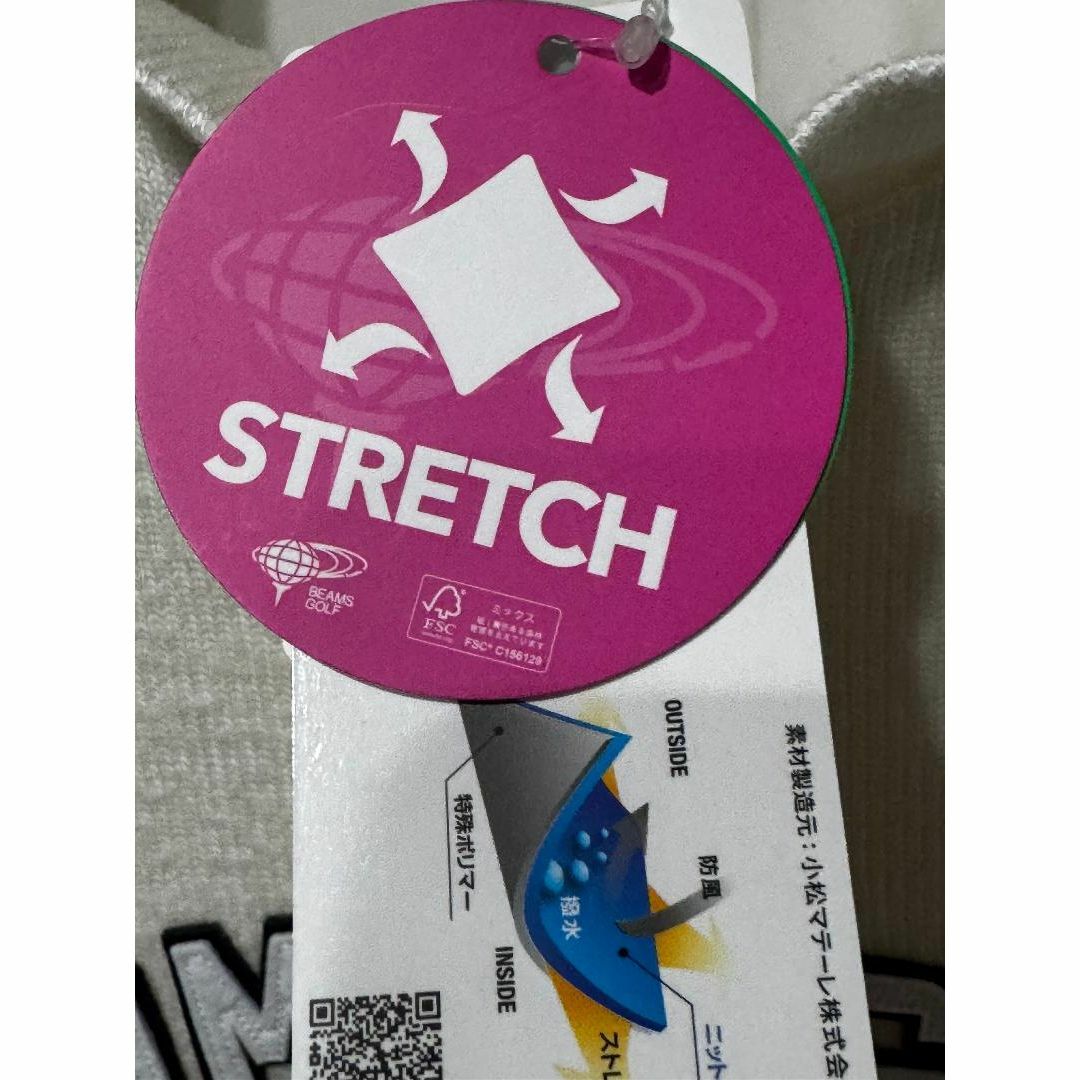 STRETCH
BEAMS
GOLF
FSC
ミックス
FSC® C156129
OUTSIDE
素材製造元：小松マテーレ株式会
特殊ポリマー
防風
撥水
INSIDE
ニット
ストレ
AM